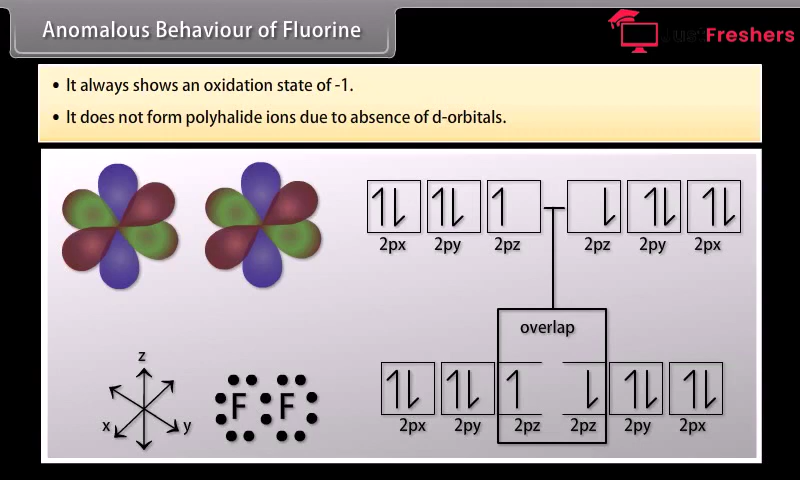 Anomalous Behaviour of Fluorine
Just Freshers
• It always shows an oxidation state of -1.
• It does not form polyhalide ions due to absence of d-orbitals.
2px 2py 2pz 2pz 2py 2px
overlap
z
x y
F F
2px 2py 2pz 2pz 2py 2px